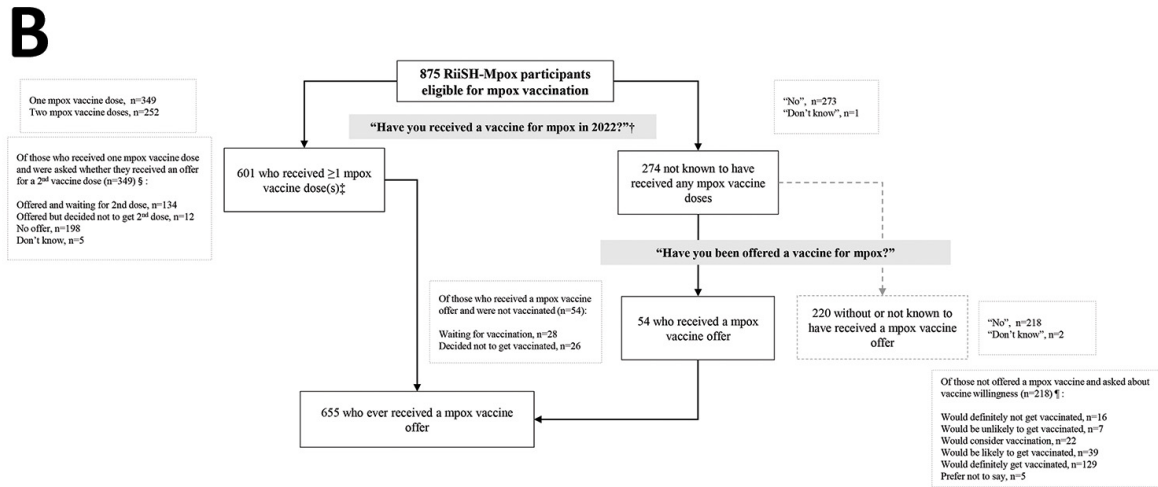 B
875 RiiSH-Mpox participants
eligible for mpox vaccination
One mpox vaccine dose, n=349
Two mpox vaccine doses, n=252
“No”, n=273
“Don’t know”, n=1
“Have you received a vaccine for mpox in 2022?”†
Of those who received one mpox vaccine dose
and were asked whether they received an offer
for a 2nd vaccine dose (n=349) § :
Offered and waiting for 2nd dose, n=134
Offered but decided not to get 2nd dose, n=12
No offer, n=198
Don’t know, n=5
601 who received ≥1 mpox
vaccine dose(s)‡
274 not known to have
received any mpox vaccine
doses
“Have you been offered a vaccine for mpox?”
Of those who received a mpox vaccine
offer and were not vaccinated (n=54):
Waiting for vaccination, n=28
Decided not to get vaccinated, n=26
54 who received a mpox
vaccine offer
220 without or not known to
have received a mpox vaccine
offer
“No”, n=218
“Don’t know”, n=2
655 who ever received a mpox vaccine
offer
Of those not offered a mpox vaccine and asked about
vaccine willingness (n=218) ¶ :
Would definitely not get vaccinated, n=16
Would be unlikely to get vaccinated, n=7
Would consider vaccination, n=22
Would be likely to get vaccinated, n=39
Would definitely get vaccinated, n=129
Prefer not to say, n=5